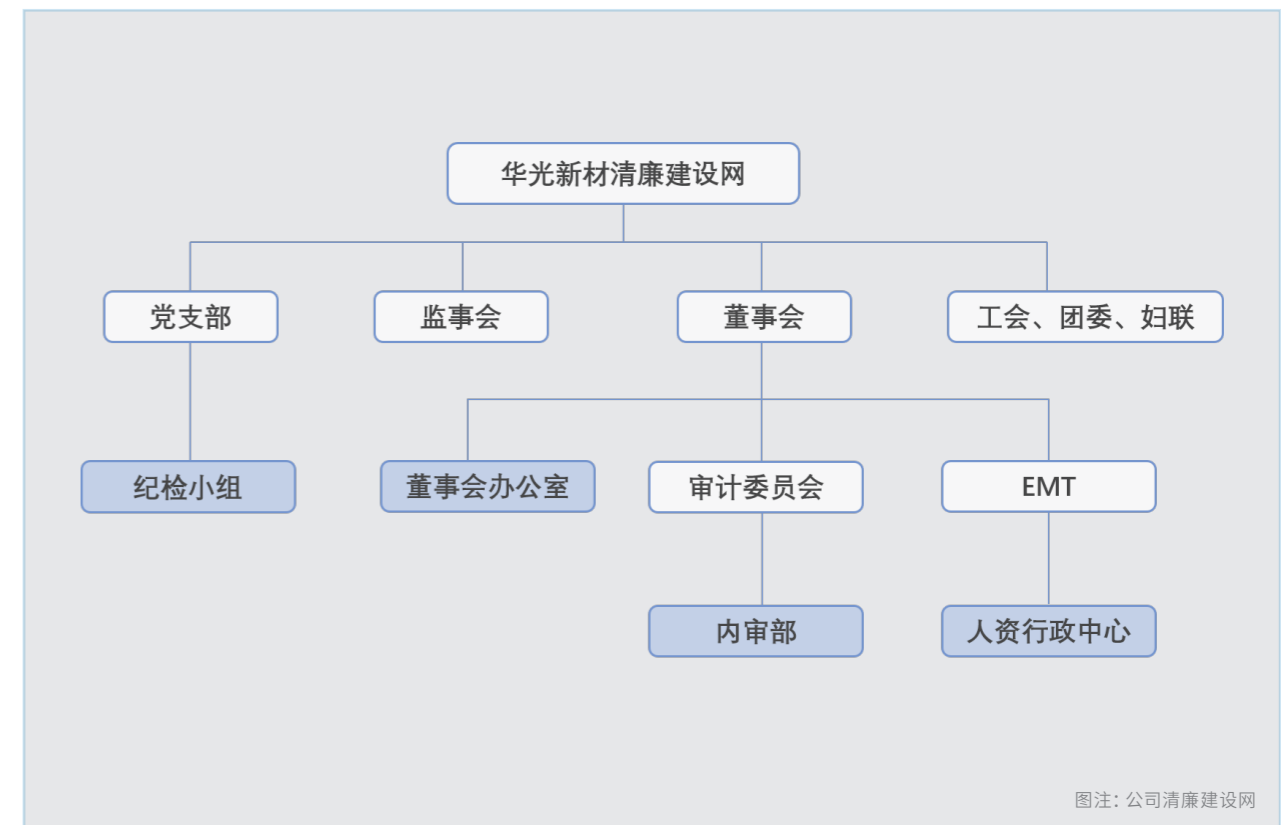 华光新材清廉建设网
党支部
监事会
董事会
工会、团委、妇联
纪检小组
董事会办公室
审计委员会
EMT
内审部
人资行政中心
图注：公司清廉建设网